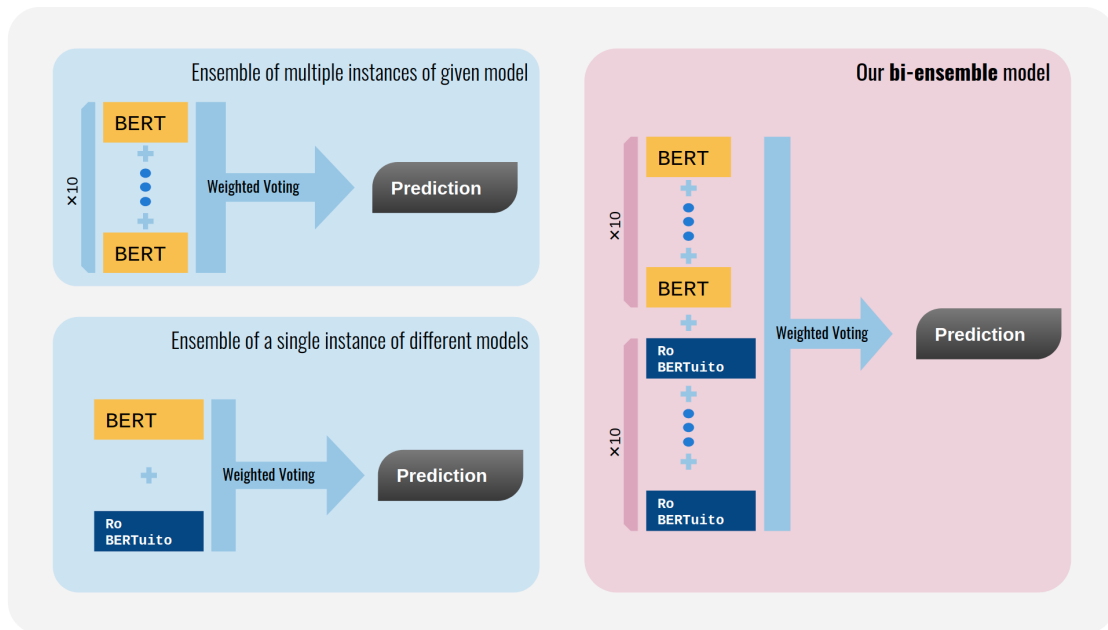 Ensemble of multiple instances of given model
×10
BERT
BERT
Weighted Voting
Prediction
Ensemble of a single instance of different models
BERT
Ro
BERTuito
Weighted Voting
Prediction
Our bi-ensemble model
×10
BERT
BERT
×10
Ro
BERTuito
Ro
BERTuito
Weighted Voting
Prediction